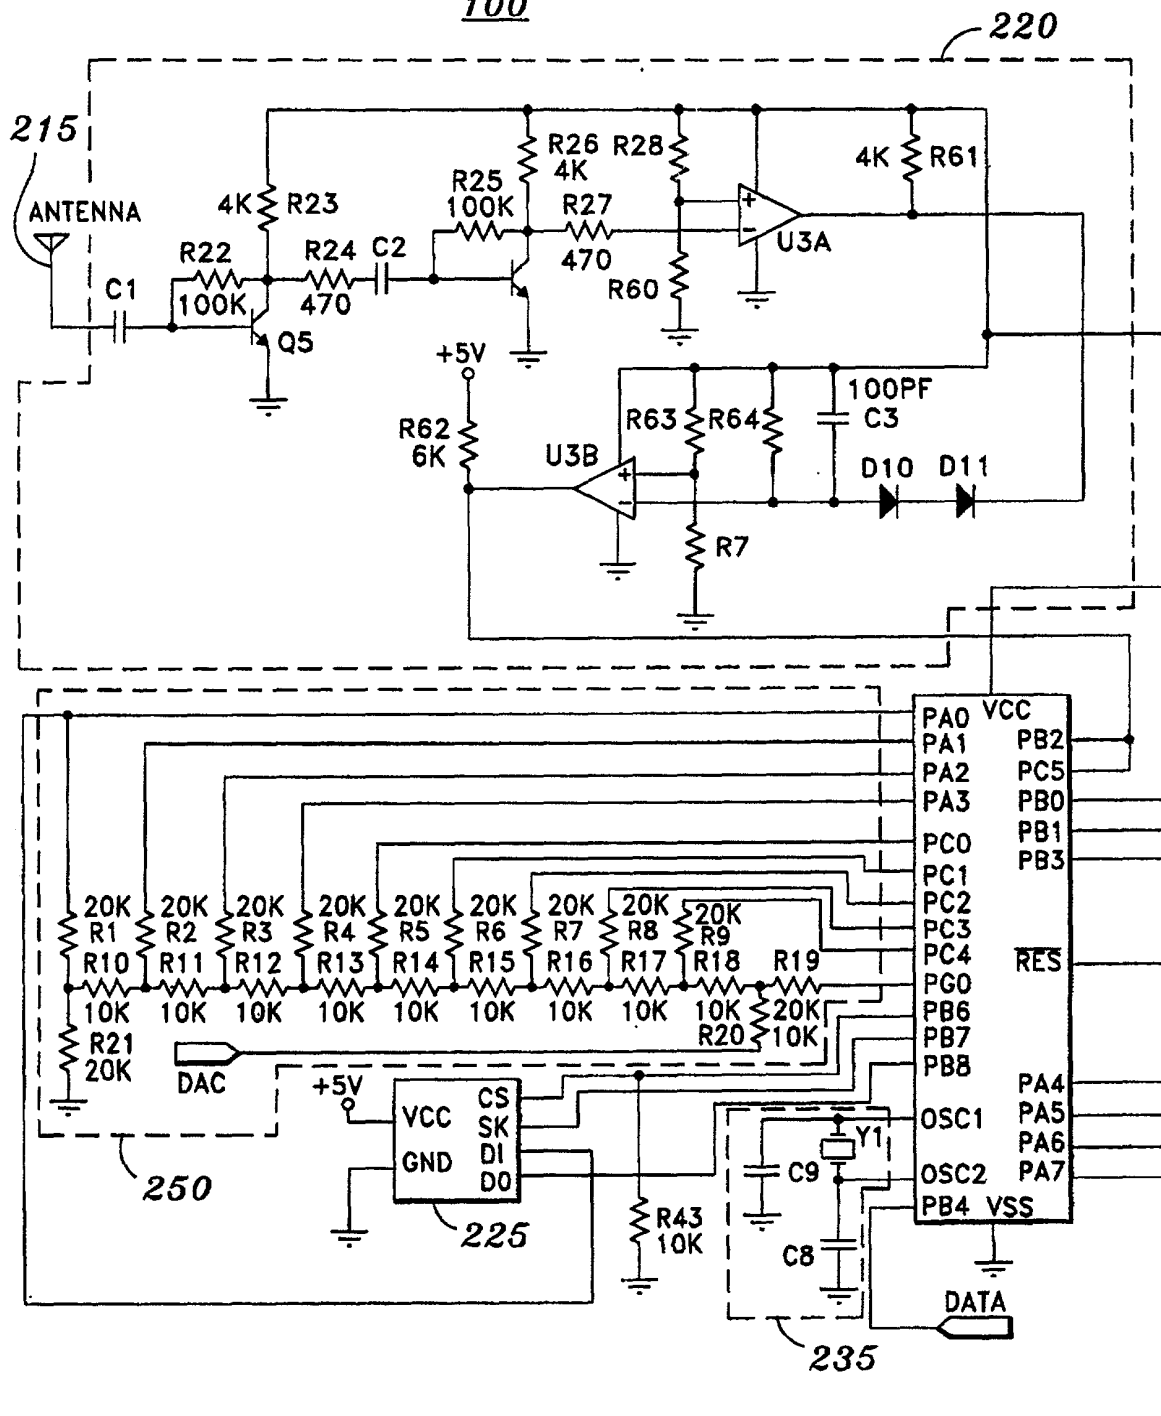 100
220
215
ANTENNA
C1
R22
100K
4K R23
R24
470
C2
Q5
R25
100K
R26
4K
R27
470
R28
R60
+
-
U3A
4K R61
+5V
R62
6K
U3B
+
-
R63 R64
100PF
C3
D10 D11
R7
VCC
PA0
PA1
PA2
PA3
PC0
PC1
PC2
PC3
PC4
PG0
PB6
PB7
PB8
OSC1
OSC2
PB4 VSS
PB2
PC5
PB0
PB1
PB3
RES
PA4
PA5
PA6
PA7
20K 20K 20K 20K 20K 20K 20K 20K 20K
R1 R2 R3 R4 R5 R6 R7 R8 R9
R10 R11 R12 R13 R14 R15 R16 R17 R18 R19
10K 10K 10K 10K 10K 10K 10K 10K 10K 20K
R20 10K
R21
20K
DAC
+5V
VCC
GND
CS
SK
DI
DO
250
225
R43
10K
C9
Y1
C8
235
DATA